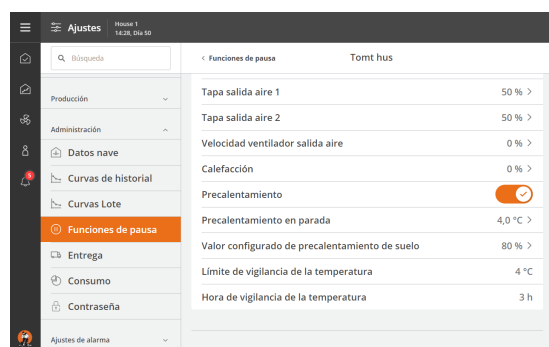 Ajustes
House 1
14:28, Día 50
Búsqueda
Producción
Administración
Datos nave
Curvas de historial
Curvas Lote
Funciones de pausa
Entrega
Consumo
Contraseña
Ajustes de alarma
< Funciones de pausa Tomt hus
Tapa salida aire 1 50 % >
Tapa salida aire 2 50 % >
Velocidad ventilador salida aire 0 % >
Calefacción 0 % >
Precalentamiento
Precalentamiento en parada 4,0 °C >
Valor configurado de precalentamiento de suelo 80 % >
Límite de vigilancia de la temperatura 4 °C
Hora de vigilancia de la temperatura 3 h